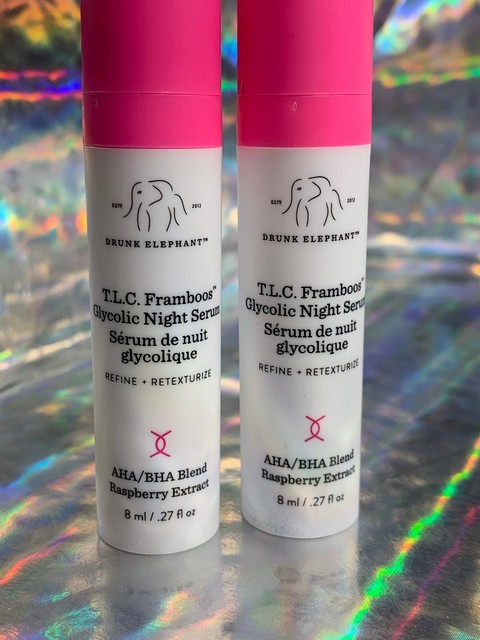 ESTD 2012
DRUNK ELEPHANT™
T.L.C. Framboos™
Glycolic Night Serum
Sérum de nuit
glycolique
REFINE + RETEXTURIZE
AHA/BHA Blend
Raspberry Extract
8 ml / .27 fl oz
ESTD 2012
DRUNK ELEPHANT™
T.L.C. Framboos™
Glycolic Night Serum
Sérum de nuit
glycolique
REFINE + RETEXTURIZE
AHA/BHA Blend
Raspberry Extract
8 ml / .27 fl oz